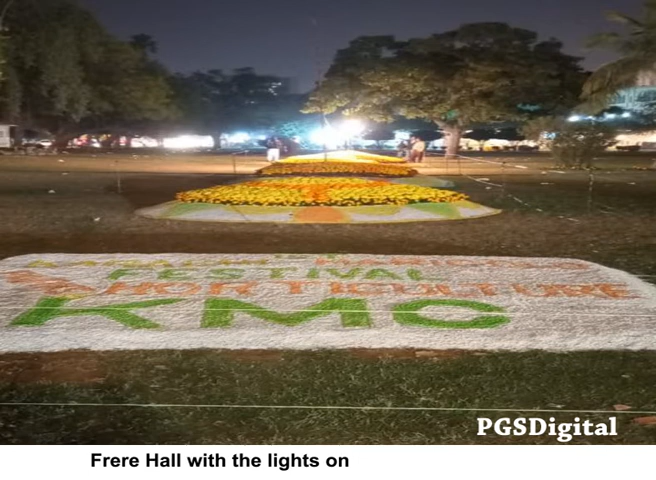 FESTIVAL
HORTICULTURE
KMC
PGSDigital
Frere Hall with the lights on